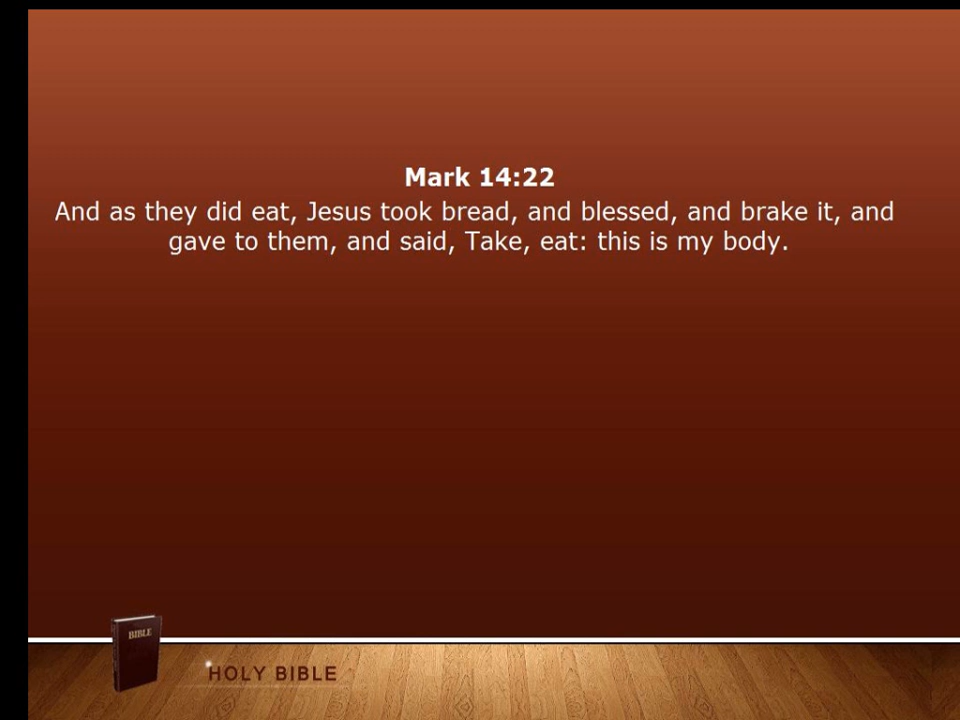 Mark 14:22
And as they did eat, Jesus took bread, and blessed, and brake it, and
gave to them, and said, Take, eat: this is my body.
BIBLE
HOLY BIBLE